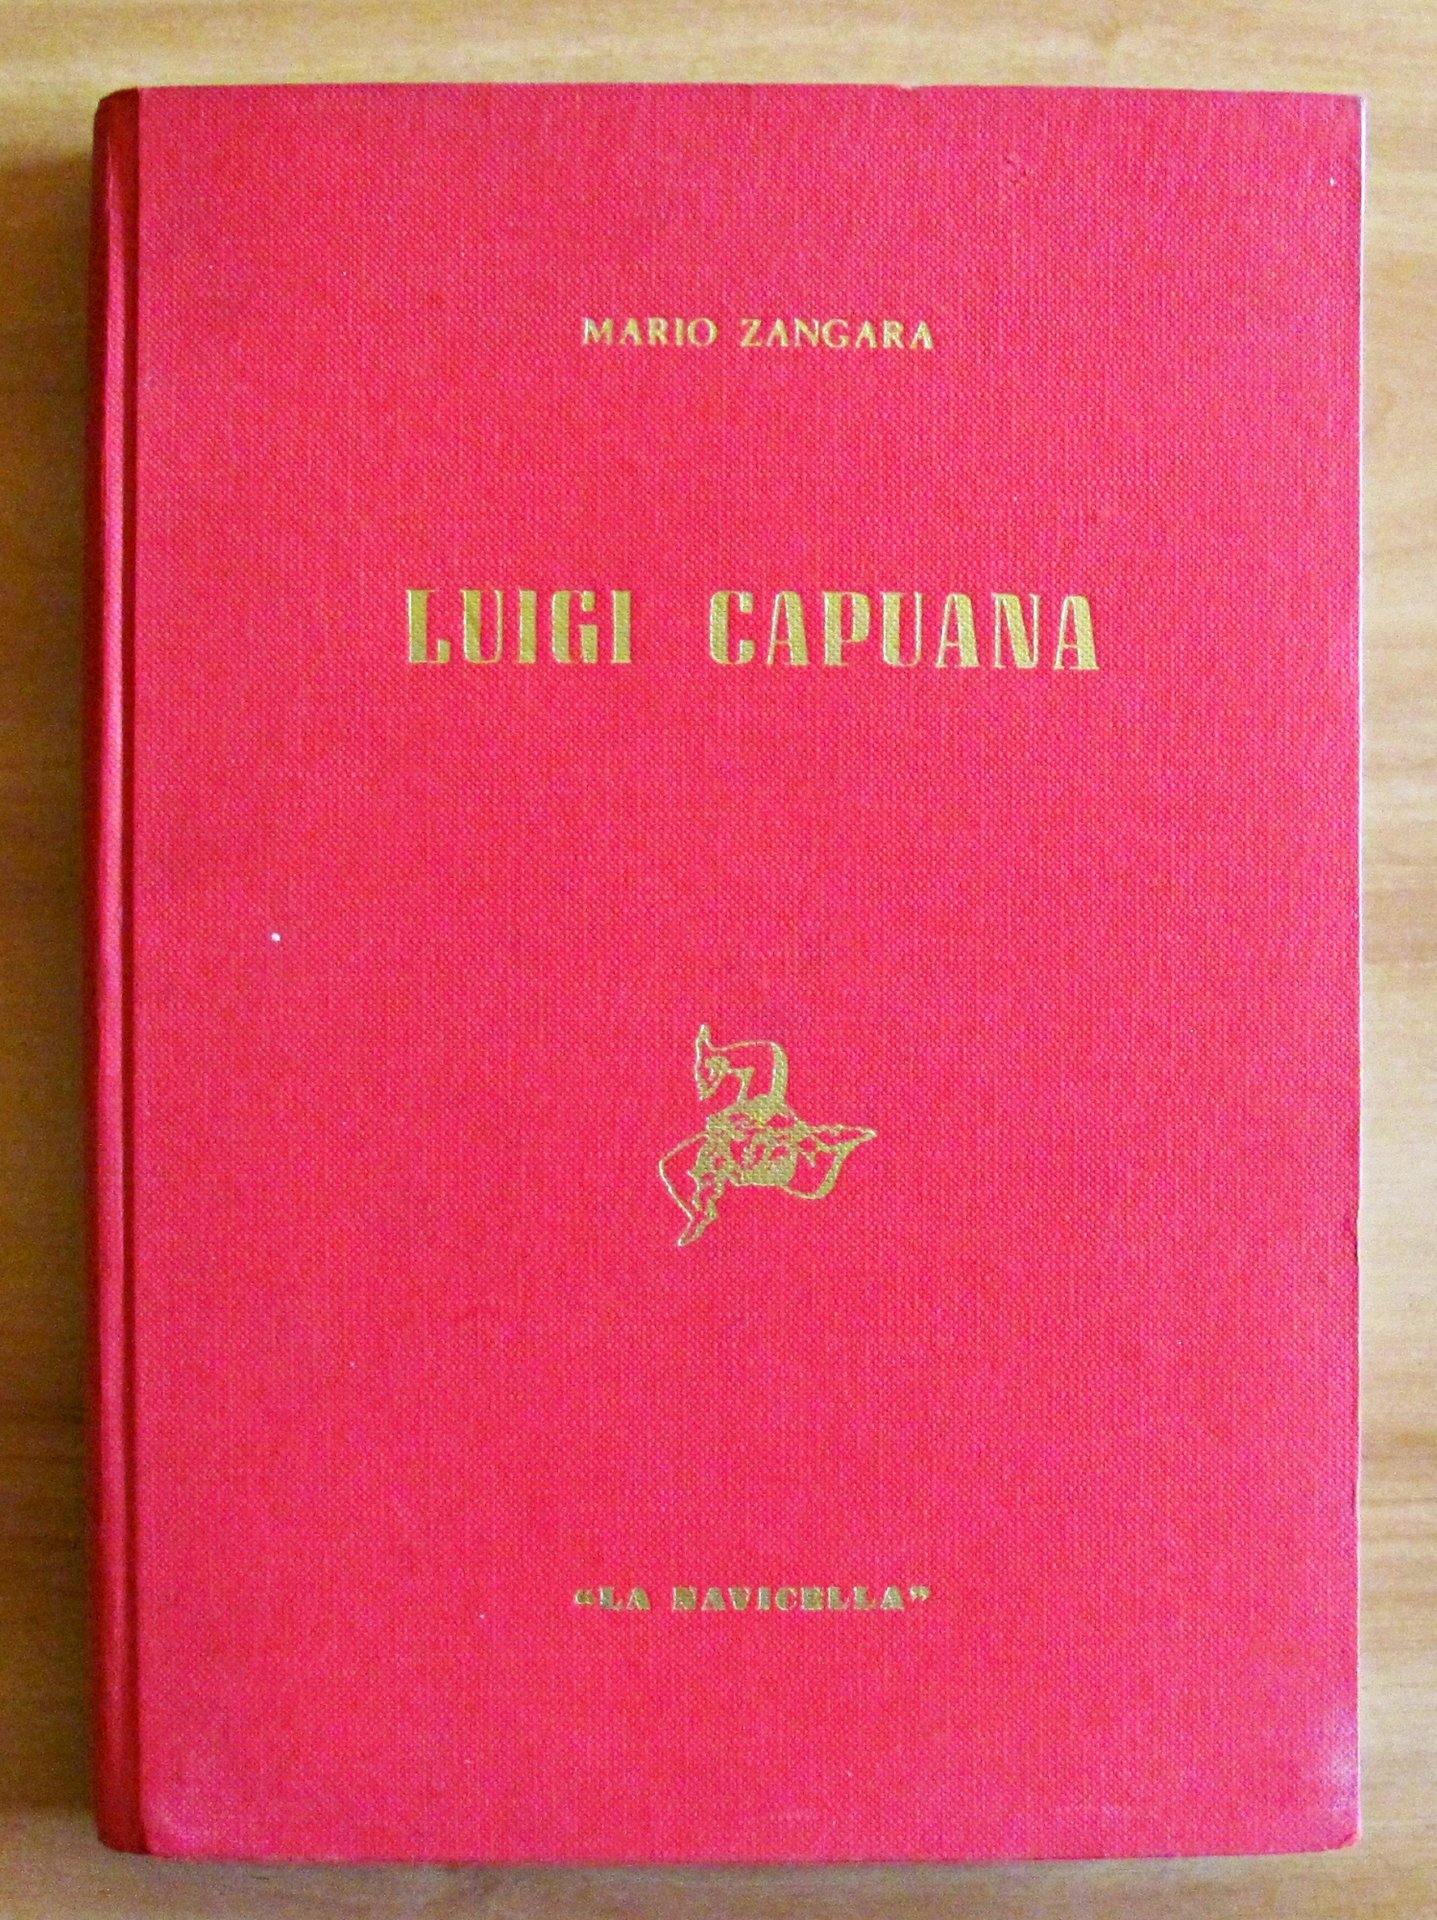 MARIO ZANGARA
LUIGI CAPUANA
“LA NAVICELLA”